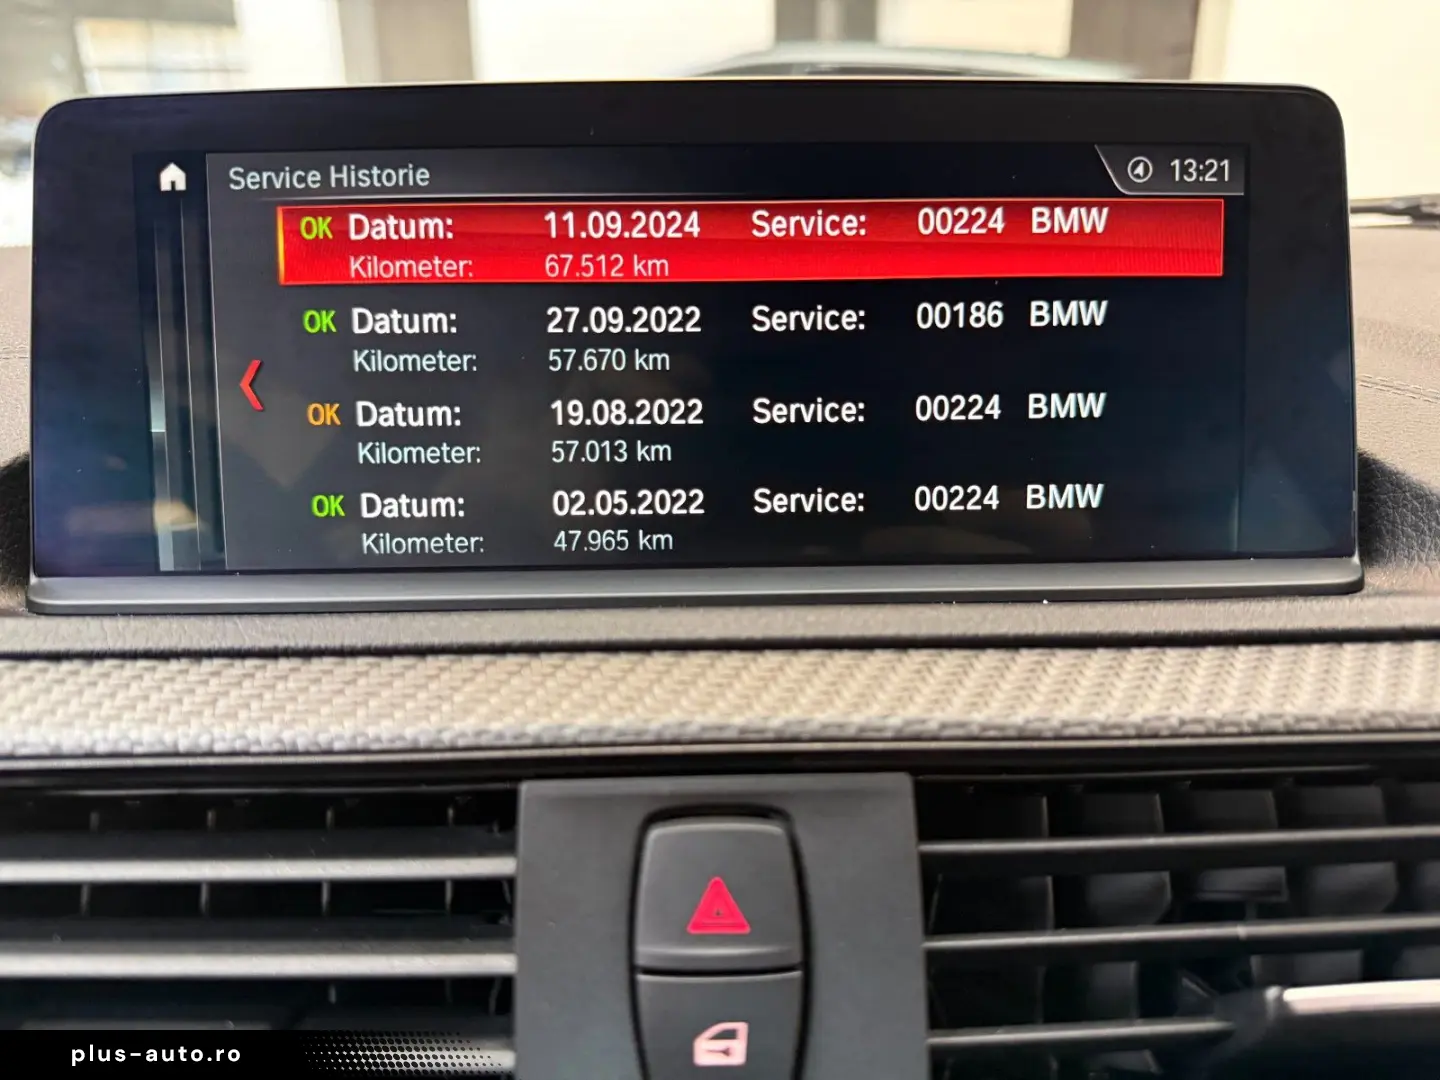 Service Historie
13:21
OK Datum: 11.09.2024 Service: 00224 BMW
Kilometer: 67.512 km
OK Datum: 27.09.2022 Service: 00186 BMW
Kilometer: 57.670 km
OK Datum: 19.08.2022 Service: 00224 BMW
Kilometer: 57.013 km
OK Datum: 02.05.2022 Service: 00224 BMW
Kilometer: 47.965 km
plus-auto.ro